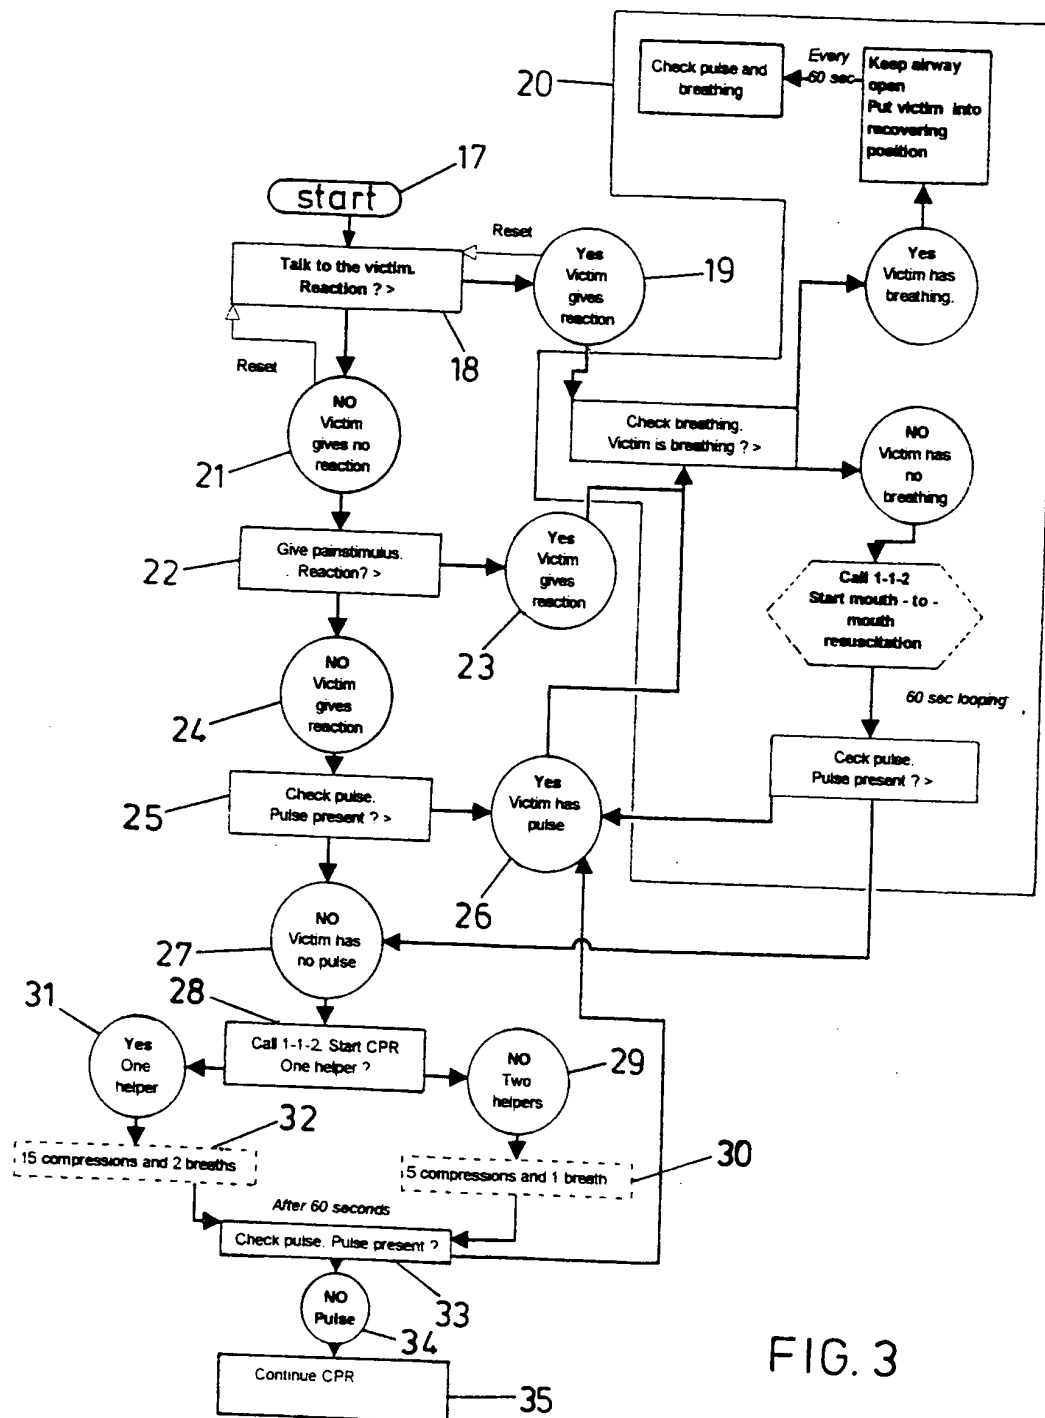 20
Check pulse and
breathing
Every
60 sec
Keep airway
open
Put victim into
recovering
position
17
start
Reset
Talk to the victim.
Reaction ? >
18
Yes
Victim
gives
reaction
19
Yes
Victim has
breathing.
Reset
NO
Victim
gives no
reaction
21
Check breathing.
Victim is breathing ? >
NO
Victim has
no
breathing
22
Give painstimulus.
. Reaction? >
Yes
Victim
gives
reaction
23
Call 1-1-2
Start mouth - to -
mouth
resuscitation
60 sec looping
NO
Victim
gives
reaction
24
25
Check pulse.
Pulse present ? >
Yes
Victim has
pulse
26
Ceck pulse.
Pulse present ? >
NO
Victim has
no pulse
27
28
Call 1-1-2. Start CPR
One helper ?
31
Yes
One
helper
NO
Two
helpers
29
32
15 compressions and 2 breaths
30
5 compressions and 1 breath
After 60 seconds
Check pulse. Pulse present ?
33
NO
Pulse
34
Continue CPR
35
FIG. 3